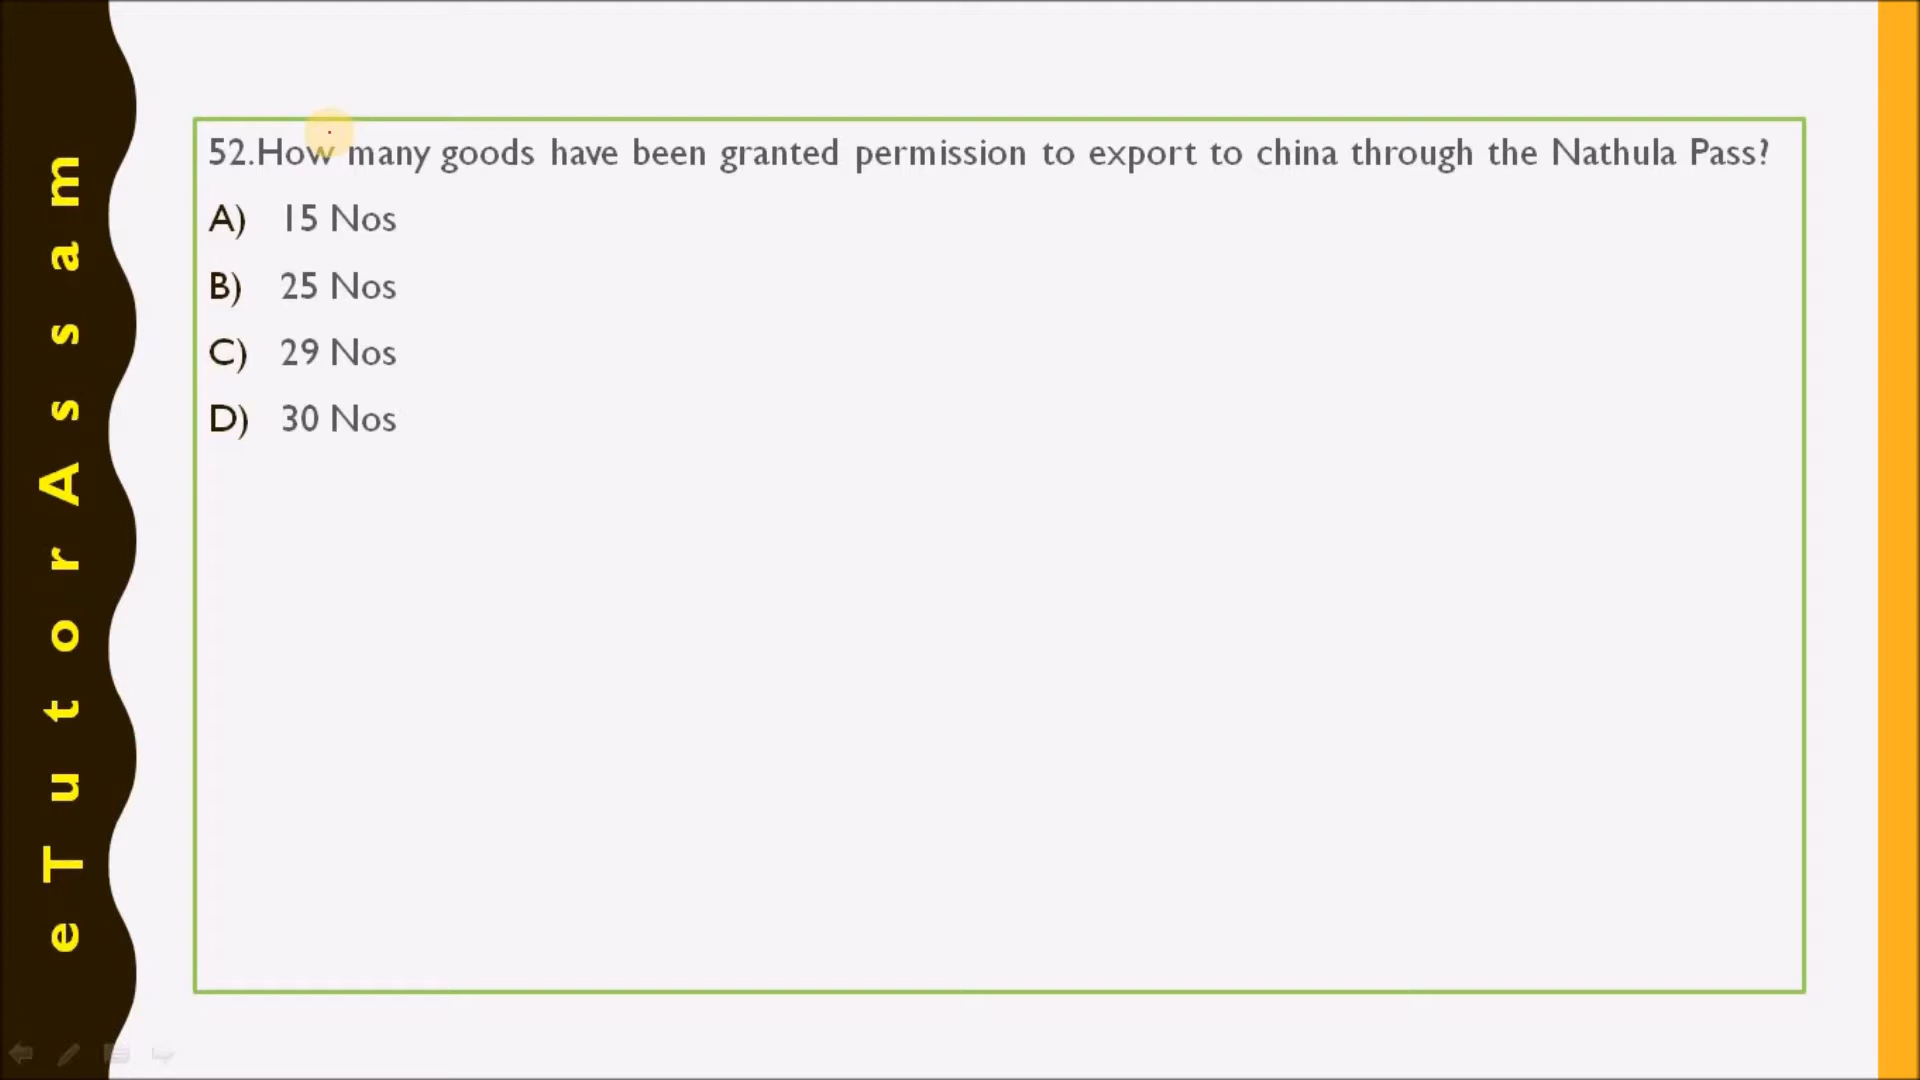 eTutorAssam
52.How many goods have been granted permission to export to china through the Nathula Pass?
A) 15 Nos
B) 25 Nos
C) 29 Nos
D) 30 Nos